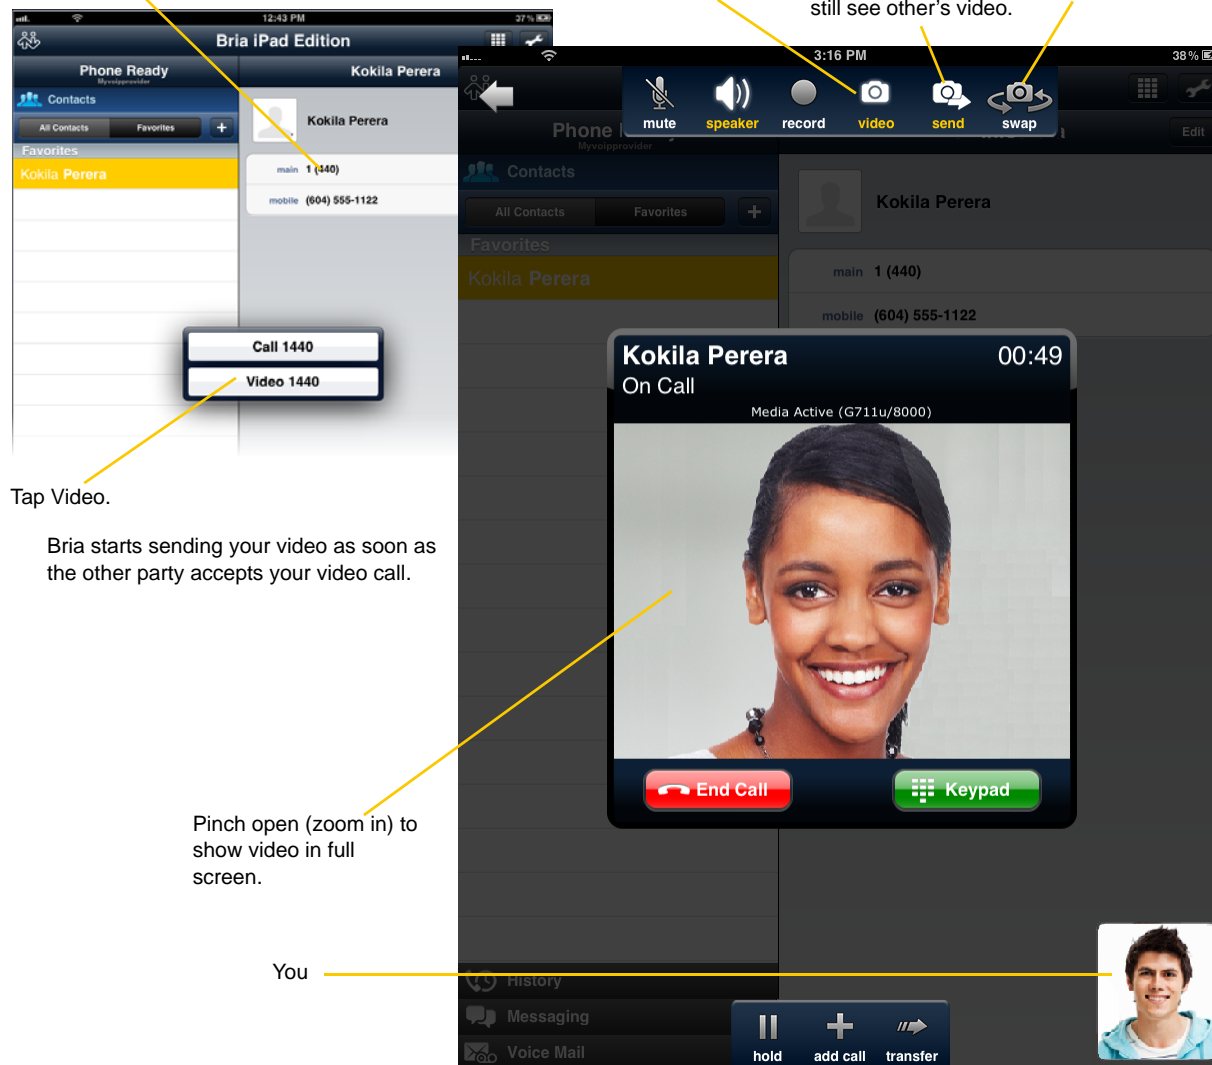 still see other's video.
12:43 PM
37%
Bria iPad Edition
Phone Ready
Myvoipprovider
Kokila Perera
Contacts
All Contacts
Favorites
+
Kokila Perera
Favorites
Kokila Perera
main 1 (440)
mobile (604) 555-1122
Call 1440
Video 1440
Tap Video.
Bria starts sending your video as soon as
the other party accepts your video call.
3:16 PM
38%
mute
speaker
record
video
send
swap
Phone
Myvoipprovider
Edit
Contacts
All Contacts
Favorites
+
Kokila Perera
Favorites
Kokila Perera
main 1 (440)
mobile (604) 555-1122
Kokila Perera
00:49
On Call
Media Active (G711u/8000)
End Call
Keypad
Pinch open (zoom in) to
show video in full
screen.
You
History
Messaging
Voice Mail
hold
add call
transfer